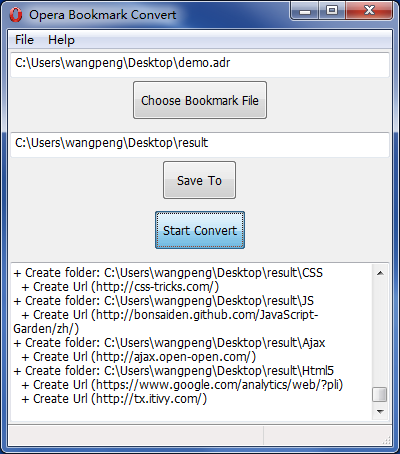 Opera Bookmark Convert
File Help
C:\Users\wangpeng\Desktop\demo.adr
Choose Bookmark File
C:\Users\wangpeng\Desktop\result
Save To
Start Convert
+ Create folder: C:\Users\wangpeng\Desktop\result\CSS
+ Create Url (http://css-tricks.com/)
+ Create folder: C:\Users\wangpeng\Desktop\result\JS
+ Create Url (http://bonsaiden.github.com/JavaScript-
Garden/zh/)
+ Create folder: C:\Users\wangpeng\Desktop\result\Ajax
+ Create Url (http://ajax.open-open.com/)
+ Create folder: C:\Users\wangpeng\Desktop\result\Html5
+ Create Url (https://www.google.com/analytics/web/?pli)
+ Create Url (http://tx.itivy.com/)